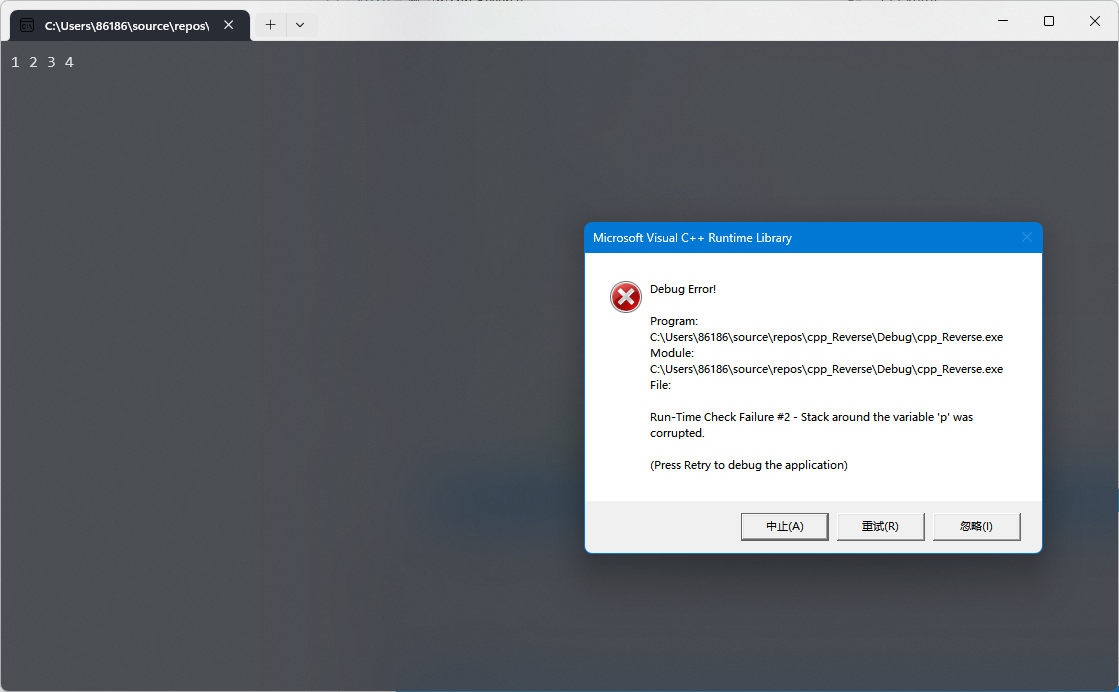 C:\Users\86186\source\repos\
1 2 3 4
Microsoft Visual C++ Runtime Library
Debug Error!
Program:
C:\Users\86186\source\repos\cpp_Reverse\Debug\cpp_Reverse.exe
Module:
C:\Users\86186\source\repos\cpp_Reverse\Debug\cpp_Reverse.exe
File:
Run-Time Check Failure #2 - Stack around the variable 'p' was
corrupted.
(Press Retry to debug the application)
中止(A) 重试(R) 忽略(I)